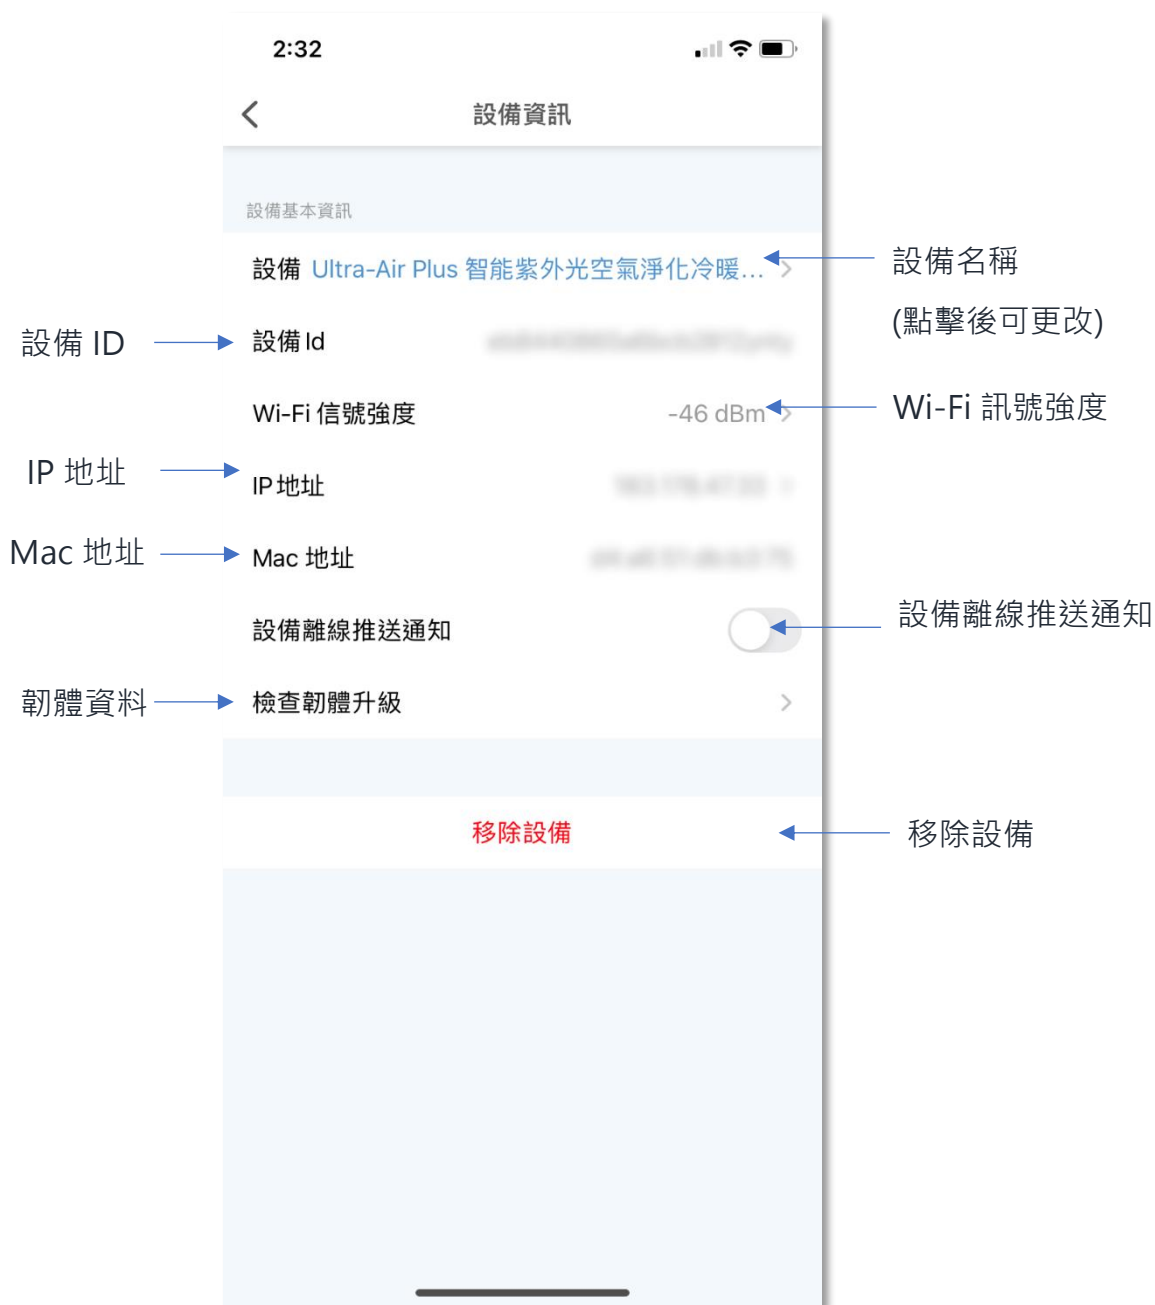 2:32
設備資訊
設備基本資訊
設備 Ultra-Air Plus 智能紫外光空氣淨化冷暖...
設備名稱
(點擊後可更改)
設備 ID
設備 Id
Wi-Fi 信號強度 -46 dBm
Wi-Fi 訊號強度
IP 地址
IP 地址
Mac 地址
Mac 地址
設備離線推送通知
設備離線推送通知
韌體資料
檢查韌體升級
移除設備
移除設備